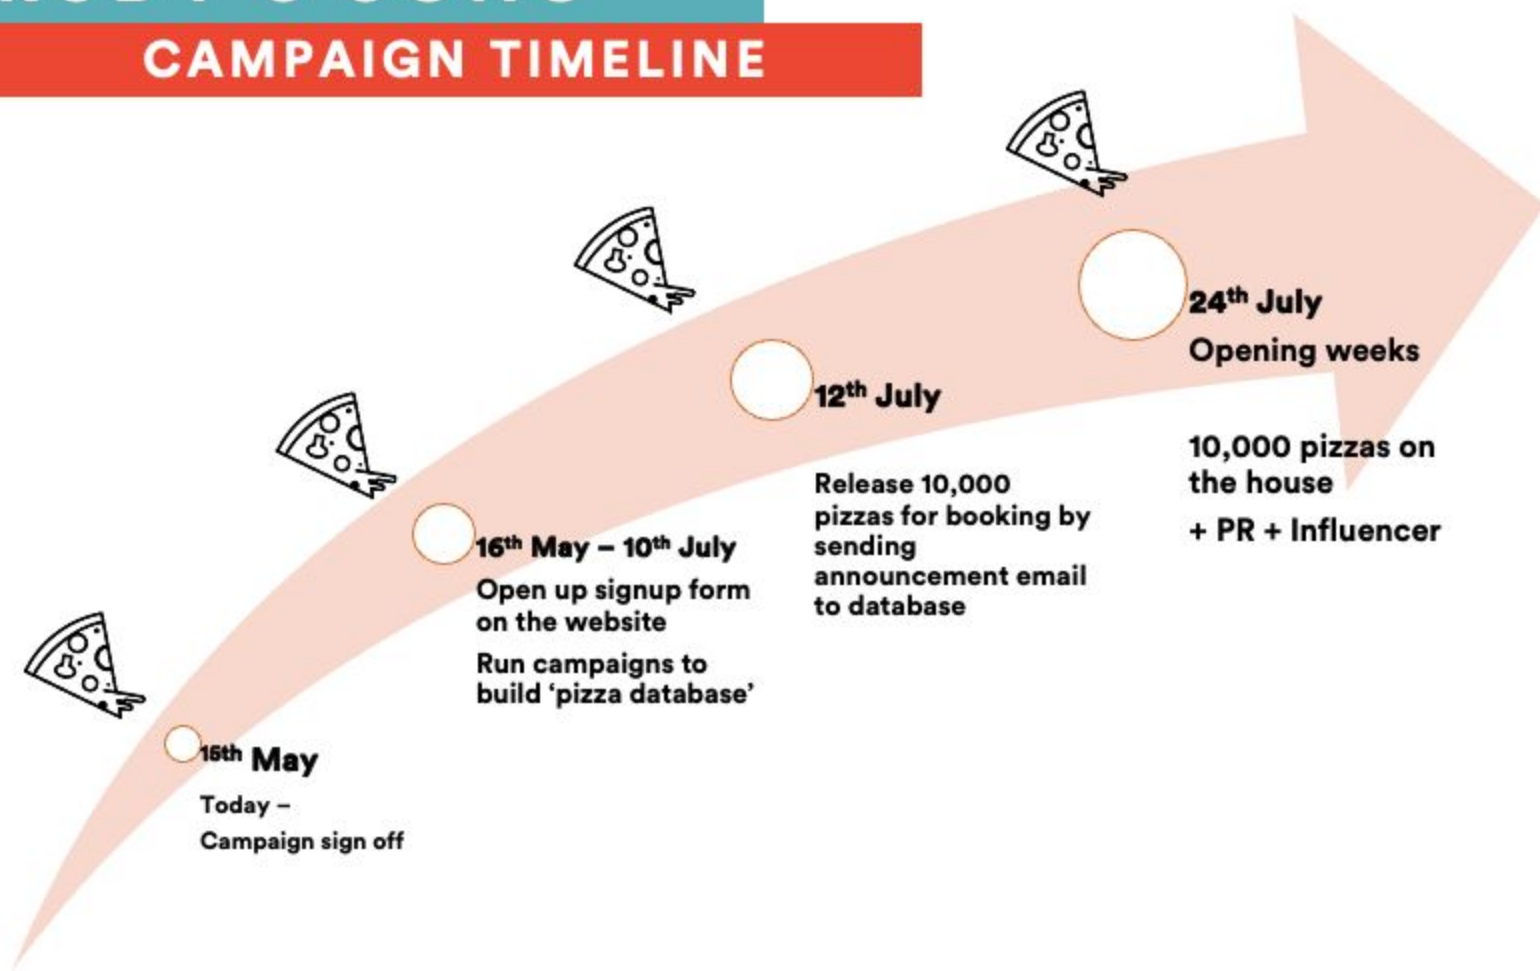 CAMPAIGN TIMELINE
24th July
Opening weeks
10,000 pizzas on
the house
+ PR + Influencer
12th July
Release 10,000
pizzas for booking by
sending
announcement email
to database
16th May – 10th July
Open up signup form
on the website
Run campaigns to
build ‘pizza database’
15th May
Today –
Campaign sign off